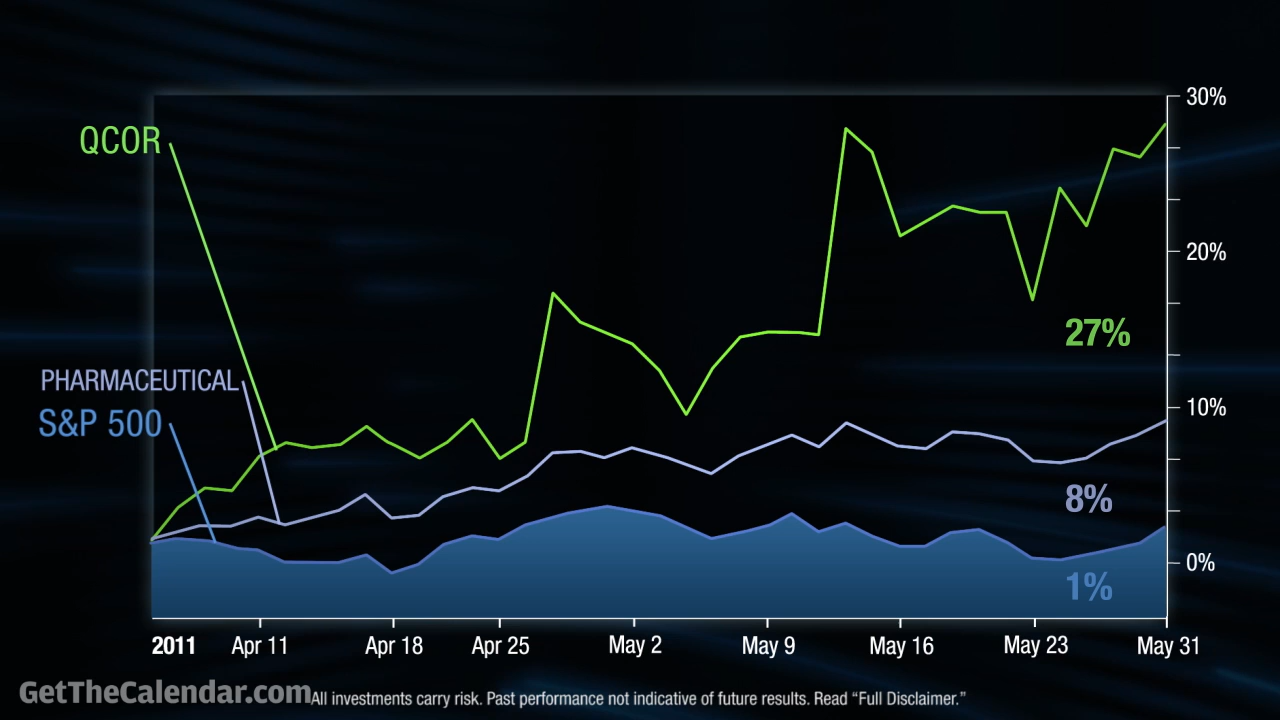 30%
QCOR
20%
27%
PHARMACEUTICAL
S&P 500
10%
8%
0%
1%
2011 Apr 11 Apr 18 Apr 25 May 2 May 9 May 16 May 23 May 31
GetTheCalendar.com
All investments carry risk. Past performance not indicative of future results. Read “Full Disclaimer.”